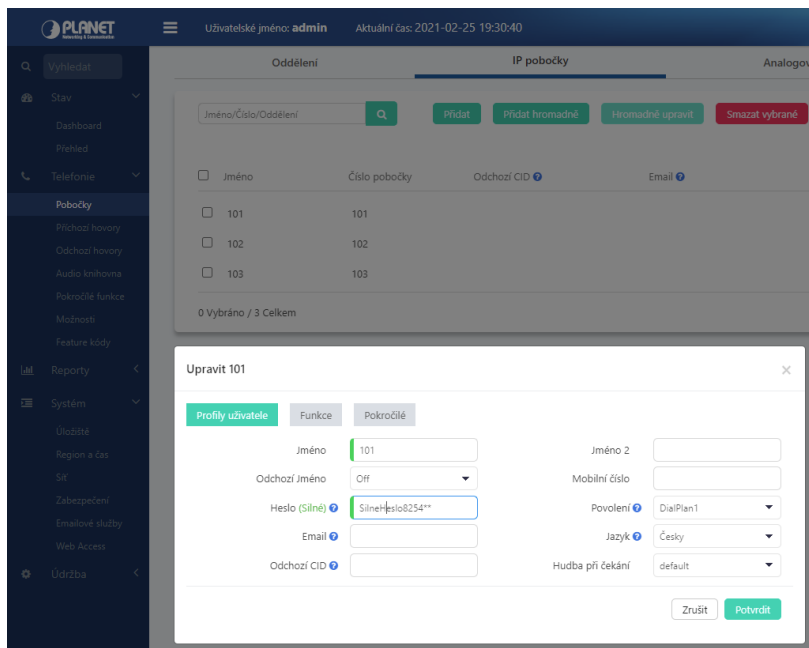 PLANET
Networking & Communication
Uživatelské jméno: admin Aktuální čas: 2021-02-25 19:30:40
Vyhledat
Stav
Dashboard
Přehled
Telefonie
Pobočky
Příchozí hovory
Odchozí hovory
Audio knihovna
Pokročilé funkce
Možnosti
Feature kódy
Reporty
Systém
Úložiště
Region a čas
Síť
Zabezpečení
Emailové služby
Web Access
Údržba
Oddělení IP pobočky Analogov
Jméno/Číslo/Oddělení Přidat Přidat hromadně Hromadně upravit Smazat vybrané
Jméno Číslo pobočky Odchozí CID Email
101 101
102 102
103 103
0 Vybráno / 3 Celkem
Upravit 101 ×
Profily uživatele Funkce Pokročilé
Jméno 101 Jméno 2
Odchozí Jméno Off Mobilní číslo
Heslo (Silné) SilneHeslo8254** Povolení DialPlan1
Email Jazyk Česky
Odchozí CID Hudba při čekání default
Zrušit Potvrdit